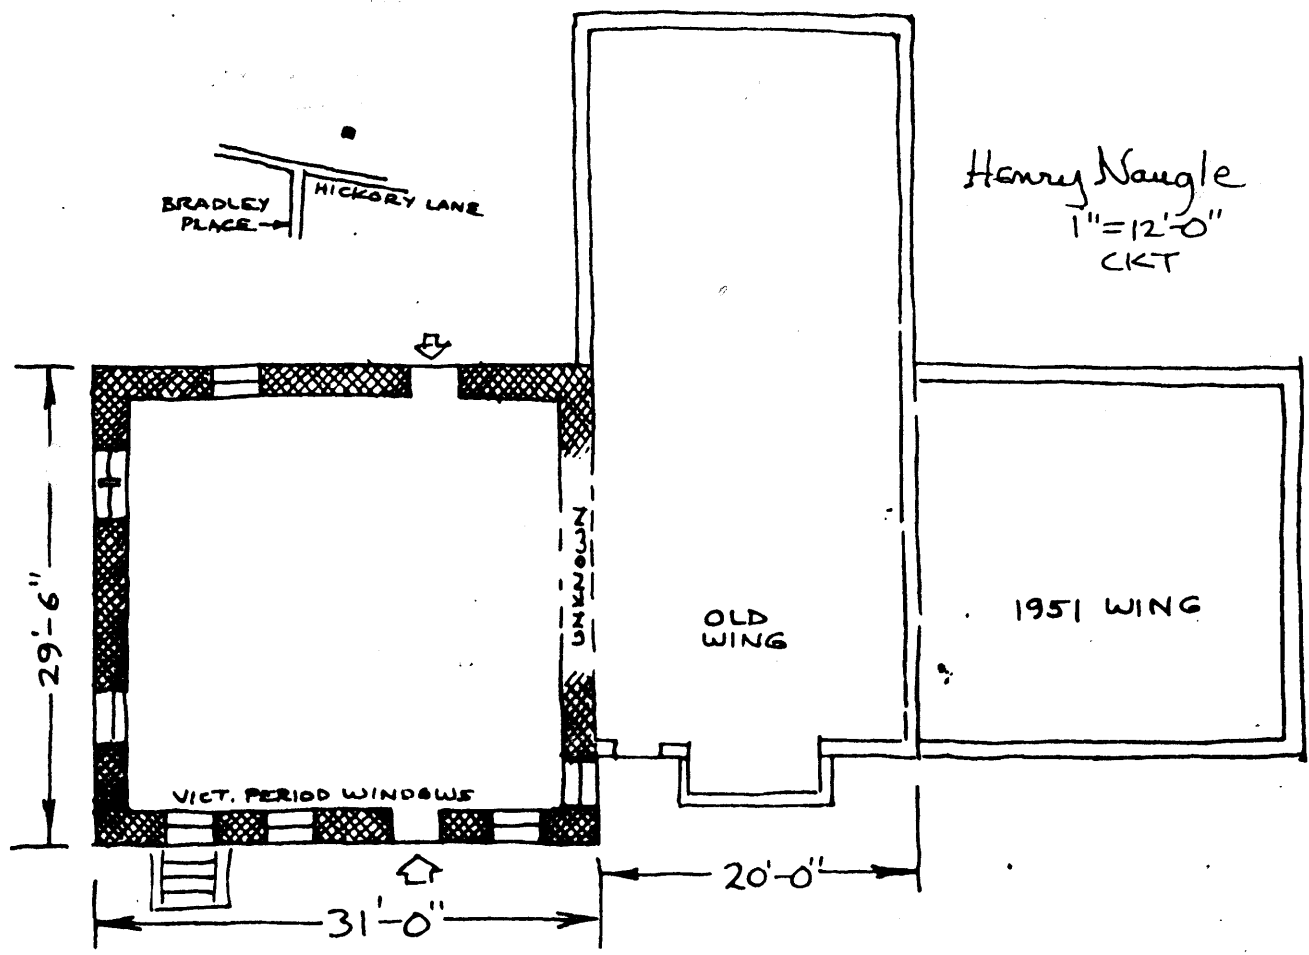 Henry Naugle
1"=12'-0"
CKT
HICKORY LANE
BRADLEY
PLACE
UNKNOWN
29'-6"
OLD
WING
1951 WING
VICT. PERIOD WINDOWS
20'-0"
31'-0"